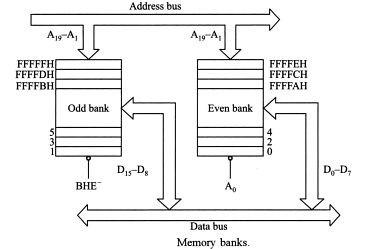 Address bus
A19–A1 A19–A1
FFFFFH FFFFEH
FFFFDH FFFFCH
FFFFBH FFFFAH
Odd bank Even bank
5 4
3 2
1 0
BHE– D15–D8 A0 D0–D7
Data bus
Memory banks.